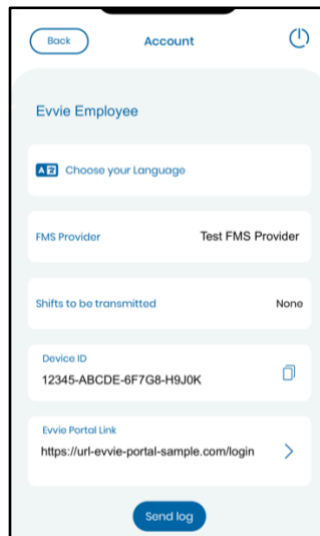 Back
Account
Evvie Employee
Choose your Language
FMS Provider Test FMS Provider
Shifts to be transmitted None
Device ID
12345-ABCDE-6F7G8-H9J0K
Evvie Portal Link
https://url-evvie-portal-sample.com/login
Send log